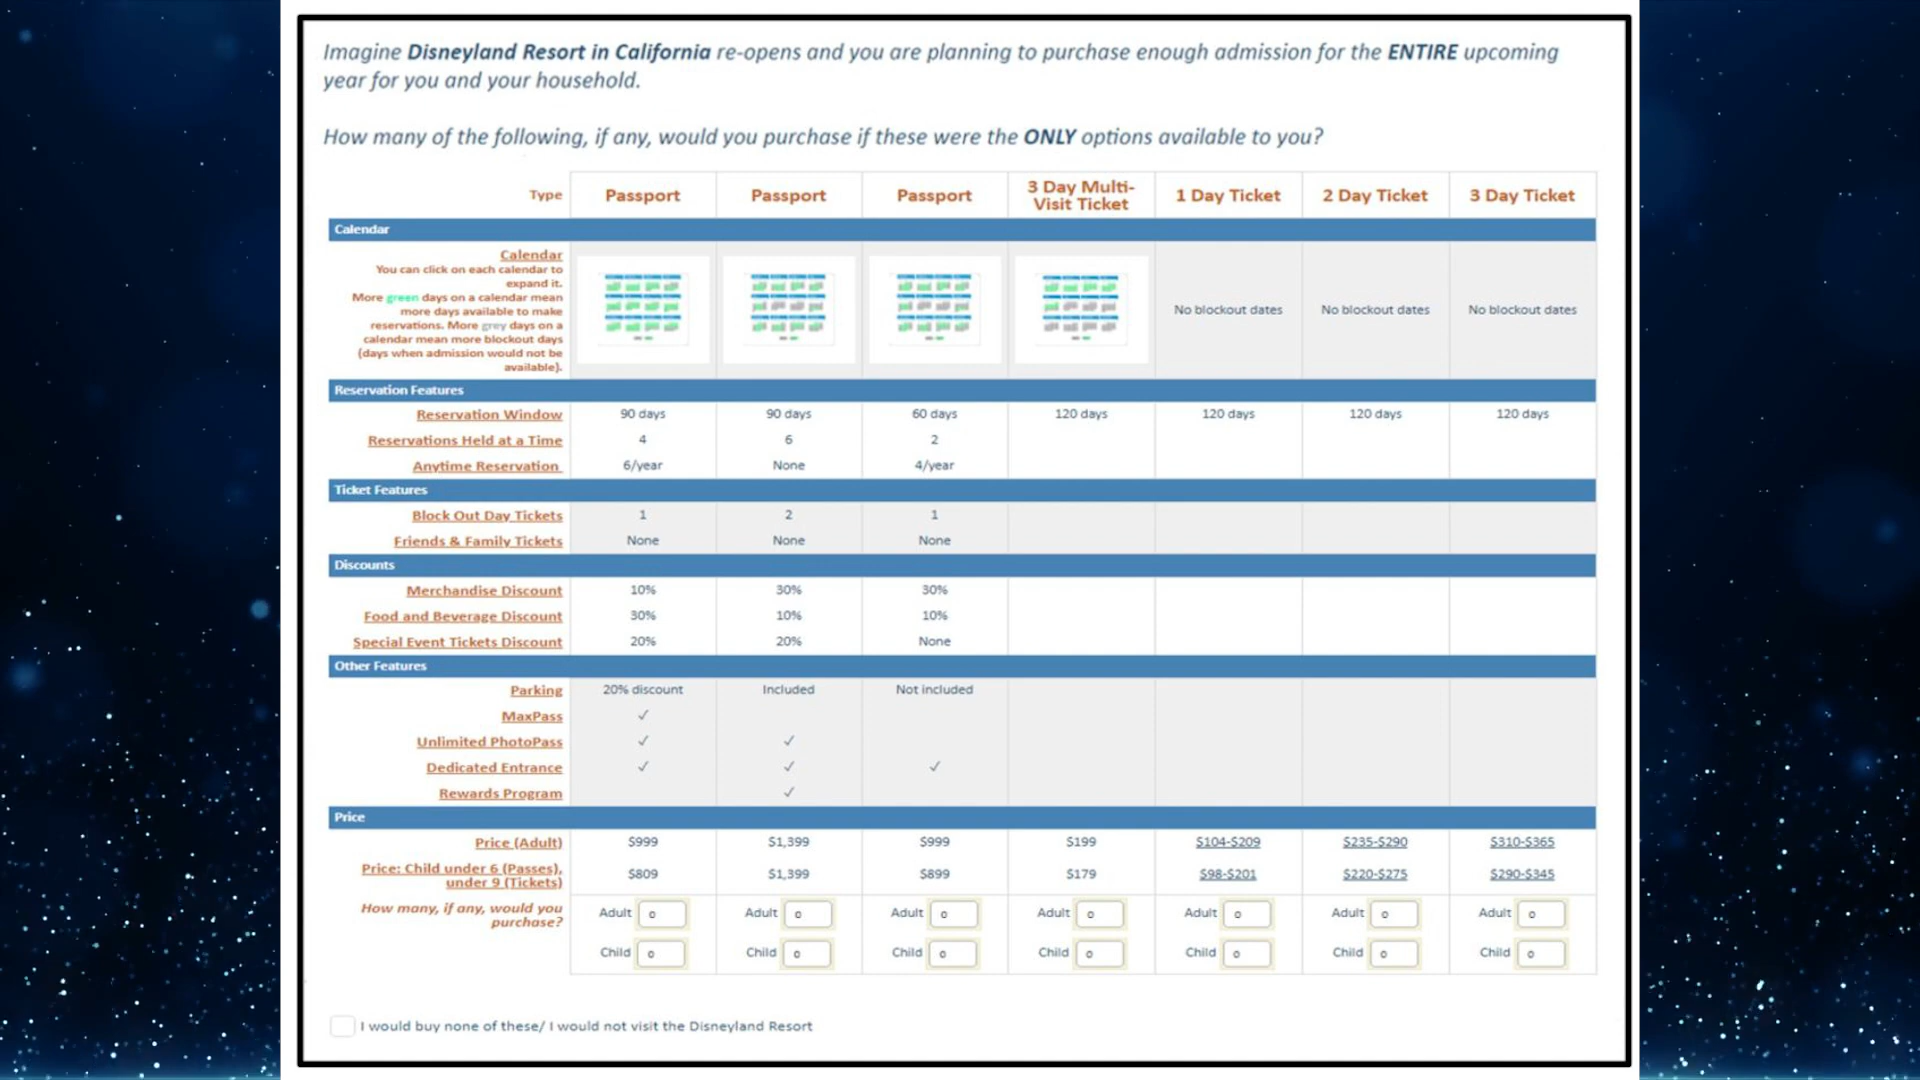 Imagine Disneyland Resort in California re-opens and you are planning to purchase enough admission for the ENTIRE upcoming
year for you and your household.
How many of the following, if any, would you purchase if these were the ONLY options available to you?
Type Passport Passport Passport 3 Day Multi-Visit Ticket 1 Day Ticket 2 Day Ticket 3 Day Ticket
Calendar
Calendar
You can click on each calendar to
expand it.
More green days on a calendar mean
more days available to make
reservations. More grey days on a
calendar mean more blockout days
(days when admission would not be
available).
No blockout dates No blockout dates No blockout dates
Reservation Features
Reservation Window 90 days 90 days 60 days 120 days 120 days 120 days 120 days
Reservations Held at a Time 4 6 2
Anytime Reservation 6/year None 4/year
Ticket Features
Block Out Day Tickets 1 2 1
Friends & Family Tickets None None None
Discounts
Merchandise Discount 10% 30% 30%
Food and Beverage Discount 30% 10% 10%
Special Event Tickets Discount 20% 20% None
Other Features
Parking 20% discount Included Not included
MaxPass ✓
Unlimited PhotoPass ✓ ✓
Dedicated Entrance ✓ ✓ ✓
Rewards Program ✓
Price
Price (Adult) $999 $1,399 $999 $199 $104-$209 $235-$290 $310-$365
Price: Child under 6 (Passes),
under 9 (Tickets) $809 $1,399 $899 $179 $98-$201 $220-$275 $290-$345
How many, if any, would you
purchase?
Adult 0 Adult 0 Adult 0 Adult 0 Adult 0 Adult 0 Adult 0
Child 0 Child 0 Child 0 Child 0 Child 0 Child 0 Child 0
I would buy none of these/ I would not visit the Disneyland Resort